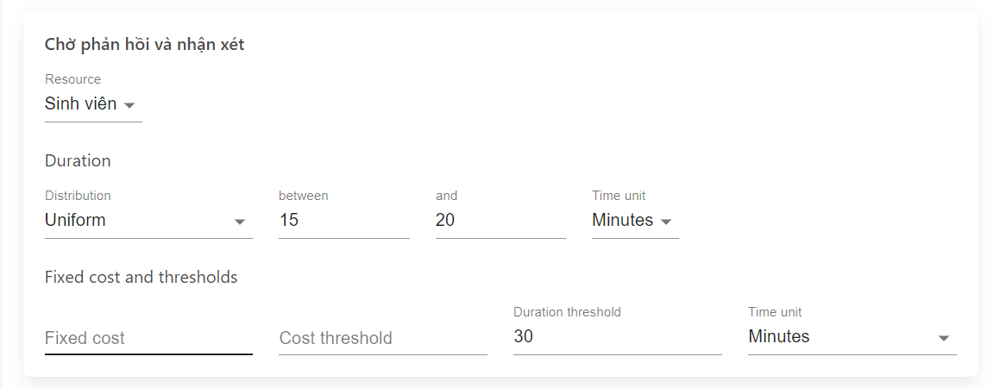 Chờ phản hồi và nhận xét
Resource
Sinh viên
Duration
Distribution between and Time unit
Uniform 15 20 Minutes
Fixed cost and thresholds
Duration threshold Time unit
Fixed cost Cost threshold 30 Minutes